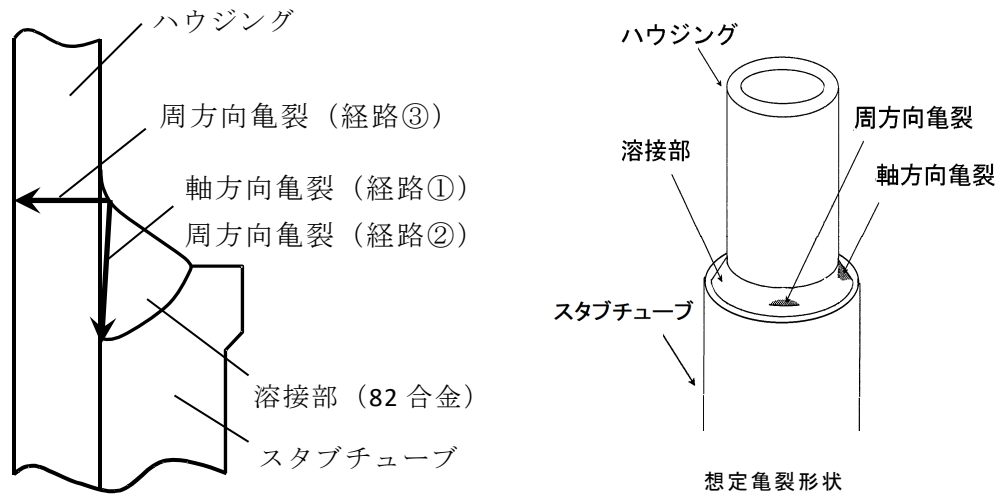 ハウジング
周方向亀裂（経路③）
軸方向亀裂（経路①）
周方向亀裂（経路②）
溶接部（82 合金）
スタブチューブ
ハウジング
周方向亀裂
溶接部
軸方向亀裂
スタブチューブ
想定亀裂形状